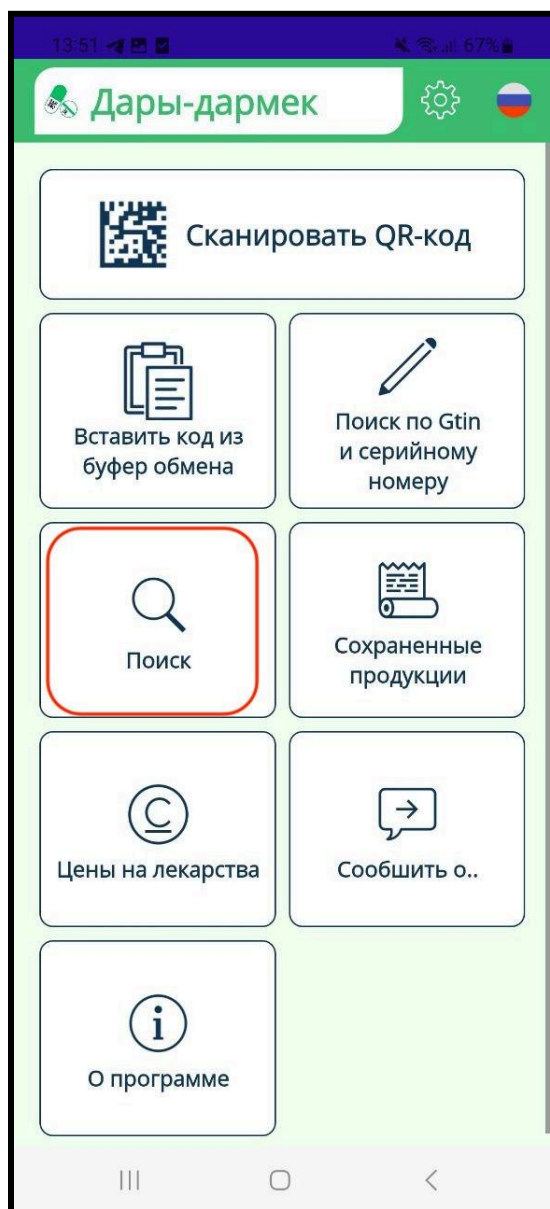 13:51 67%
Дары-дармек
Сканировать QR-код
Вставить код из
буфер обмена
Поиск по Gtin
и серийному
номеру
Поиск
Сохраненные
продукции
Цены на лекарства
Сообшить о..
О программе